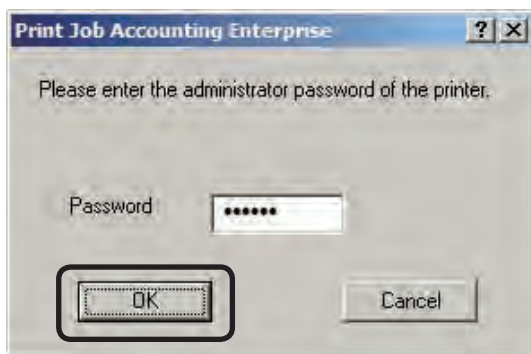 Print Job Accounting Enterprise
Please enter the administrator password of the printer.
Password ••••••
OK Cancel